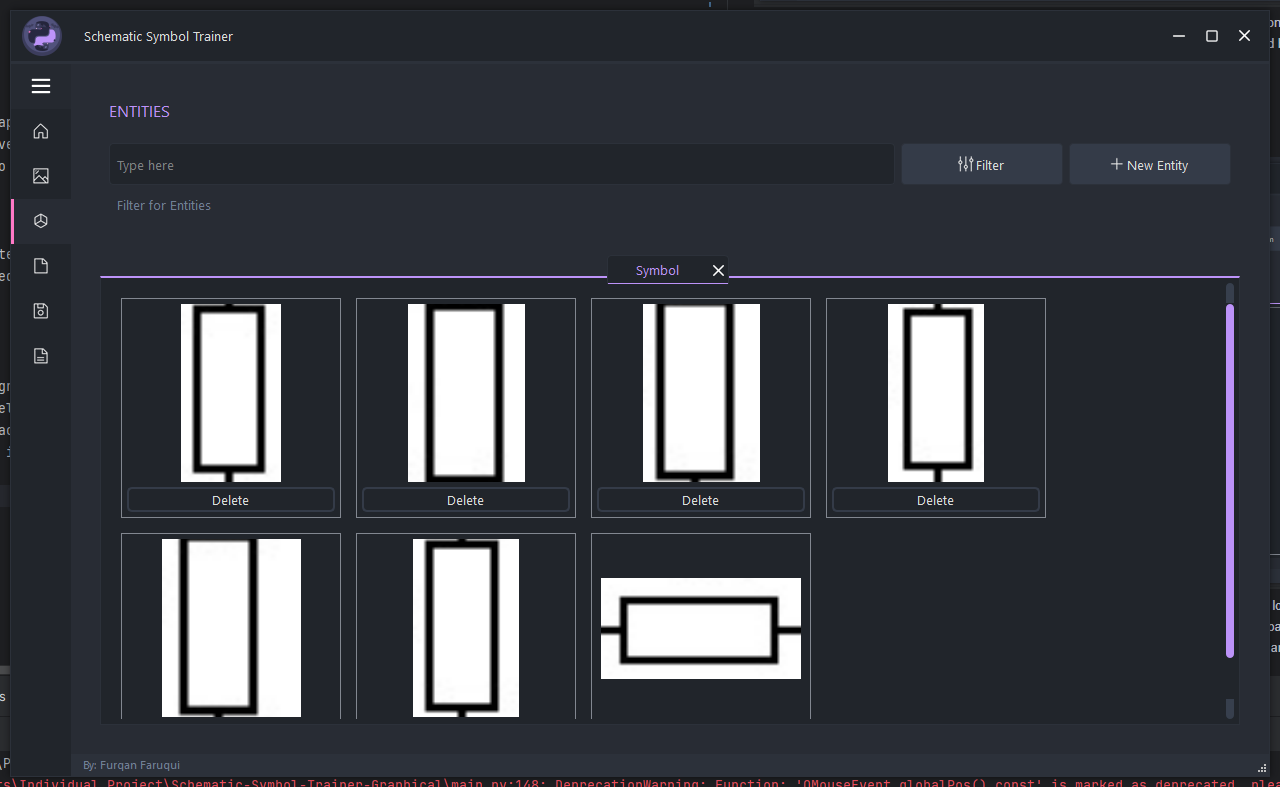 Schematic Symbol Trainer
ENTITIES
Type here
Filter
New Entity
Filter for Entities
Symbol
Delete
Delete
Delete
Delete
By: Furqan Faruqui
ts\Individual Project\Schematic-Symbol-Trainer-Graphical\main.py:148: DeprecationWarning: Function: 'QMouseEvent.globalPos() const' is marked as deprecated, plea